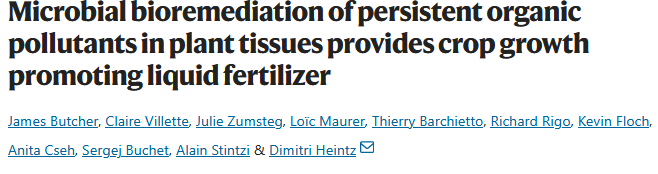 Microbial bioremediation of persistent organic
pollutants in plant tissues provides crop growth
promoting liquid fertilizer
James Butcher, Claire Villette, Julie Zumsteg, Loïc Maurer, Thierry Barchietto, Richard Rigo, Kevin Floch,
Anita Cseh, Sergej Buchet, Alain Stintzi & Dimitri Heintz